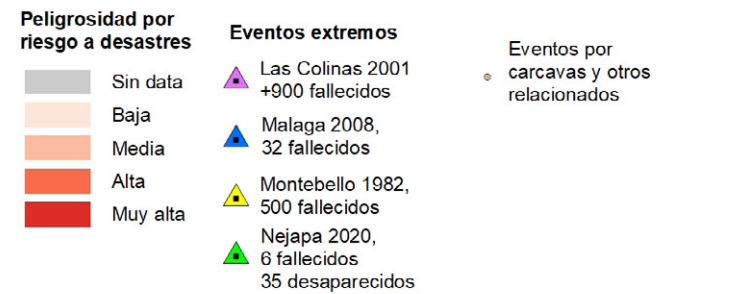 Peligrosidad por
riesgo a desastres
Sin data
Baja
Media
Alta
Muy alta
Eventos extremos
Las Colinas 2001
+900 fallecidos
Malaga 2008,
32 fallecidos
Montebello 1982,
500 fallecidos
Nejapa 2020,
6 fallecidos
35 desaparecidos
Eventos por
carcavas y otros
relacionados